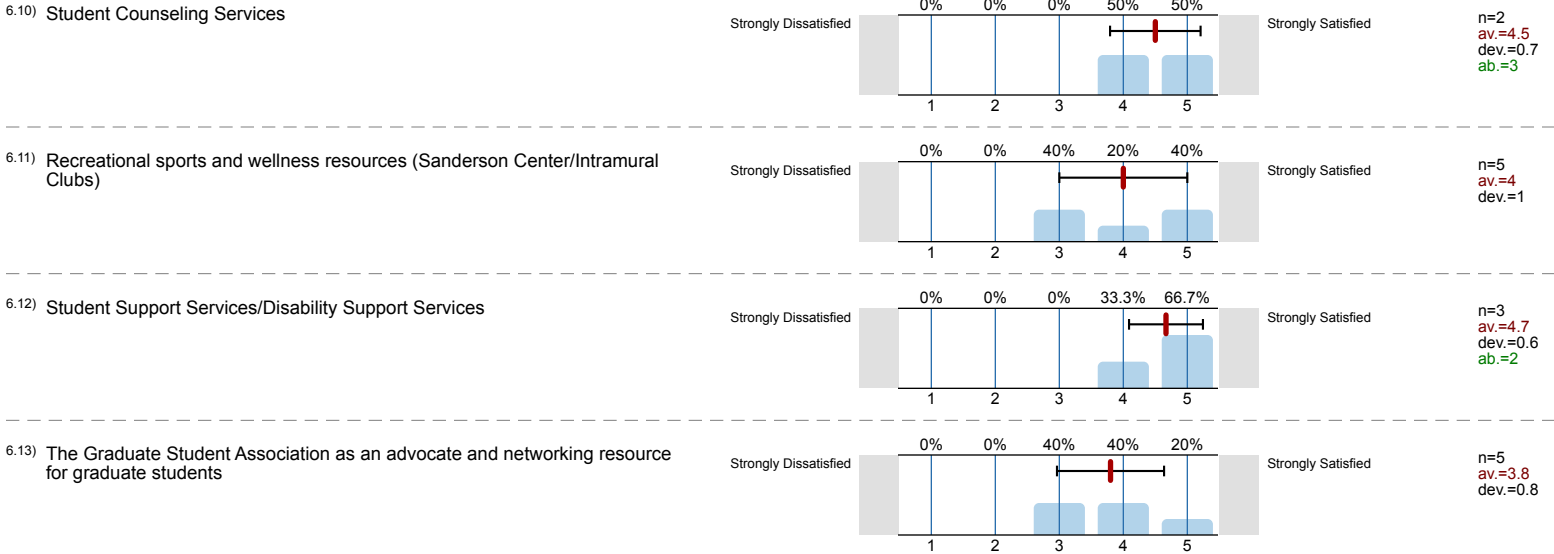 6.10) Student Counseling Services
Strongly Dissatisfied
0% 0% 0% 50% 50%
1 2 3 4 5
Strongly Satisfied
n=2
av.=4.5
dev.=0.7
ab.=3
6.11) Recreational sports and wellness resources (Sanderson Center/Intramural
Clubs)
Strongly Dissatisfied
0% 0% 40% 20% 40%
1 2 3 4 5
Strongly Satisfied
n=5
av.=4
dev.=1
6.12) Student Support Services/Disability Support Services
Strongly Dissatisfied
0% 0% 0% 33.3% 66.7%
1 2 3 4 5
Strongly Satisfied
n=3
av.=4.7
dev.=0.6
ab.=2
6.13) The Graduate Student Association as an advocate and networking resource
for graduate students
Strongly Dissatisfied
0% 0% 40% 40% 20%
1 2 3 4 5
Strongly Satisfied
n=5
av.=3.8
dev.=0.8